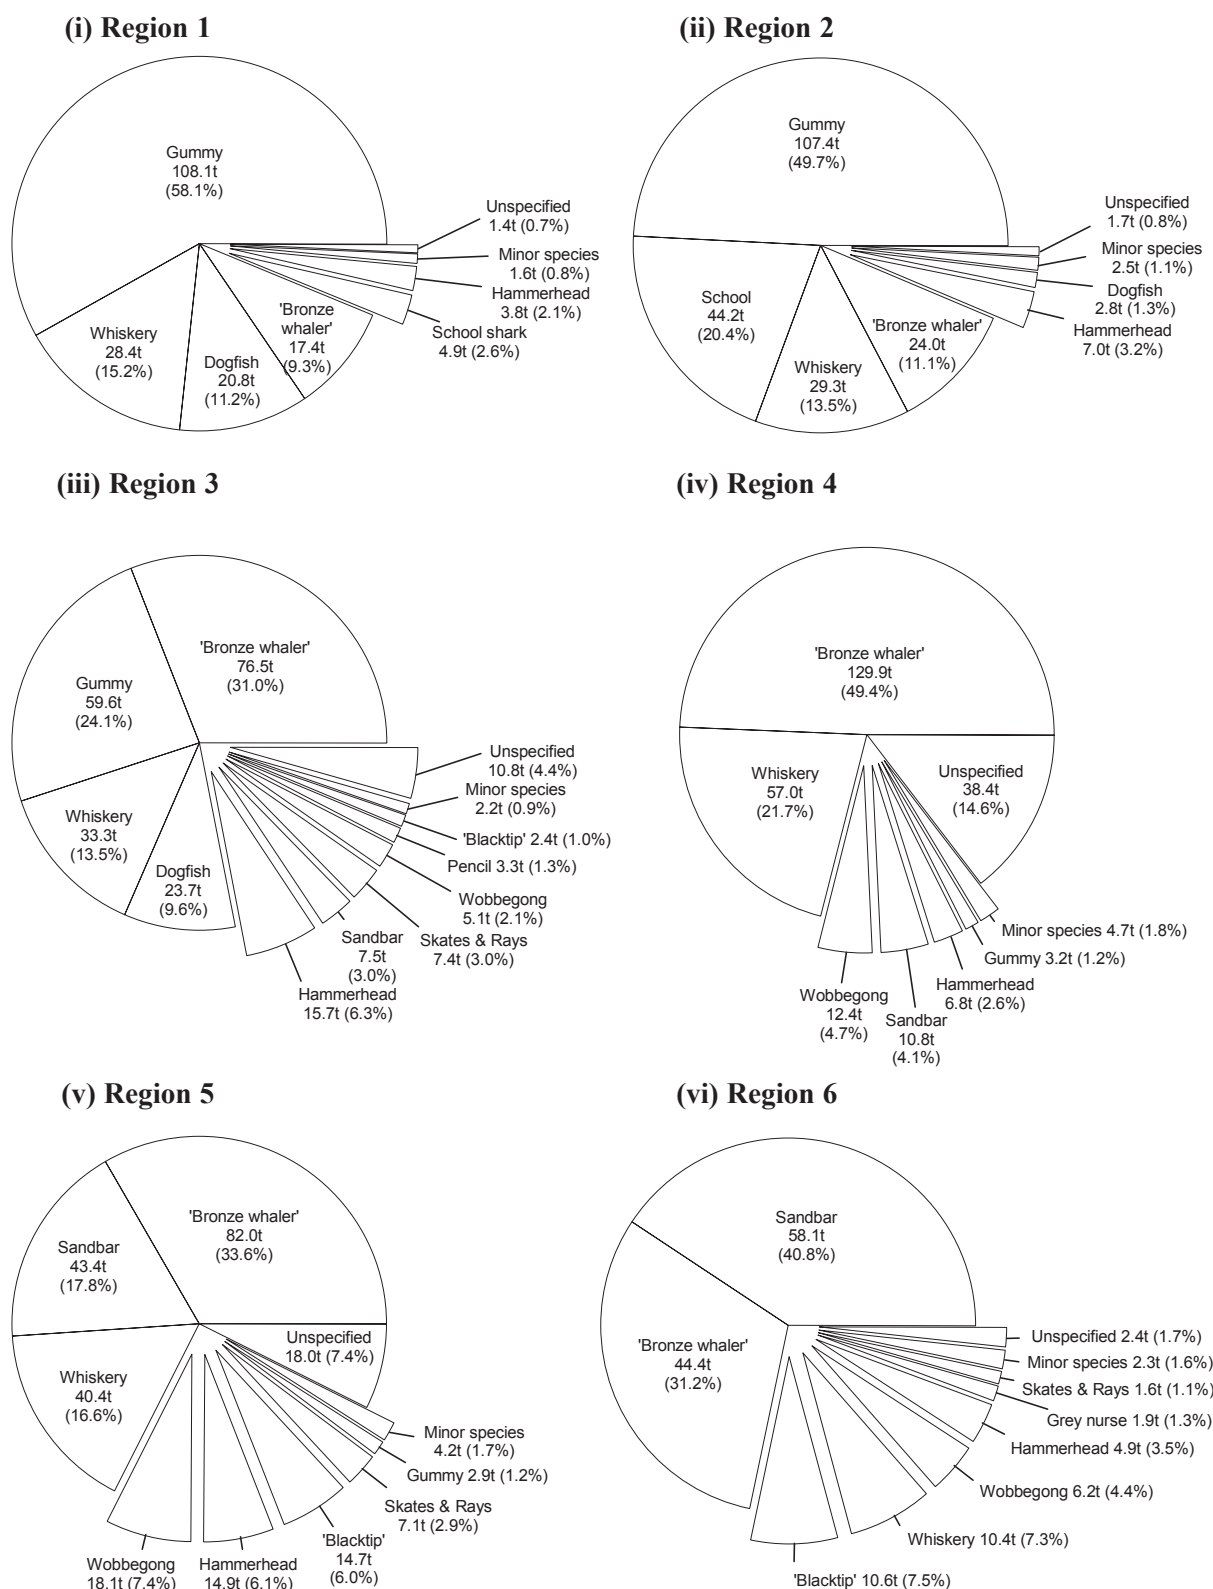 (i) Region 1
Gummy
108.1t
(58.1%)
Unspecified
1.4t (0.7%)
Minor species
1.6t (0.8%)
Hammerhead
3.8t (2.1%)
School shark
4.9t (2.6%)
'Bronze
whaler'
17.4t
(9.3%)
Dogfish
20.8t
(11.2%)
Whiskery
28.4t
(15.2%)
(ii) Region 2
Gummy
107.4t
(49.7%)
Unspecified
1.7t (0.8%)
Minor species
2.5t (1.1%)
Dogfish
2.8t (1.3%)
Hammerhead
7.0t (3.2%)
'Bronze whaler'
24.0t
(11.1%)
Whiskery
29.3t
(13.5%)
School
44.2t
(20.4%)
(iii) Region 3
'Bronze whaler'
76.5t
(31.0%)
Gummy
59.6t
(24.1%)
Whiskery
33.3t
(13.5%)
Dogfish
23.7t
(9.6%)
Unspecified
10.8t (4.4%)
Minor species
2.2t (0.9%)
'Blacktip' 2.4t (1.0%)
Pencil 3.3t (1.3%)
Wobbegong
5.1t (2.1%)
Skates & Rays
7.4t (3.0%)
Sandbar
7.5t
(3.0%)
Hammerhead
15.7t (6.3%)
(iv) Region 4
'Bronze whaler'
129.9t
(49.4%)
Whiskery
57.0t
(21.7%)
Unspecified
38.4t
(14.6%)
Minor species 4.7t (1.8%)
Gummy 3.2t (1.2%)
Hammerhead
6.8t (2.6%)
Sandbar
10.8t
(4.1%)
Wobbegong
12.4t
(4.7%)
(v) Region 5
'Bronze whaler'
82.0t
(33.6%)
Sandbar
43.4t
(17.8%)
Whiskery
40.4t
(16.6%)
Unspecified
18.0t (7.4%)
Minor species
4.2t (1.7%)
Gummy 2.9t (1.2%)
Skates & Rays
7.1t (2.9%)
'Blacktip'
14.7t
(6.0%)
Hammerhead
14.9t (6.1%)
Wobbegong
18.1t (7.4%)
(vi) Region 6
Sandbar
58.1t
(40.8%)
'Bronze whaler'
44.4t
(31.2%)
Unspecified 2.4t (1.7%)
Minor species 2.3t (1.6%)
Skates & Rays 1.6t (1.1%)
Grey nurse 1.9t (1.3%)
Hammerhead 4.9t (3.5%)
Wobbegong 6.2t (4.4%)
Whiskery 10.4t (7.3%)
'Blacktip' 10.6t (7.5%)